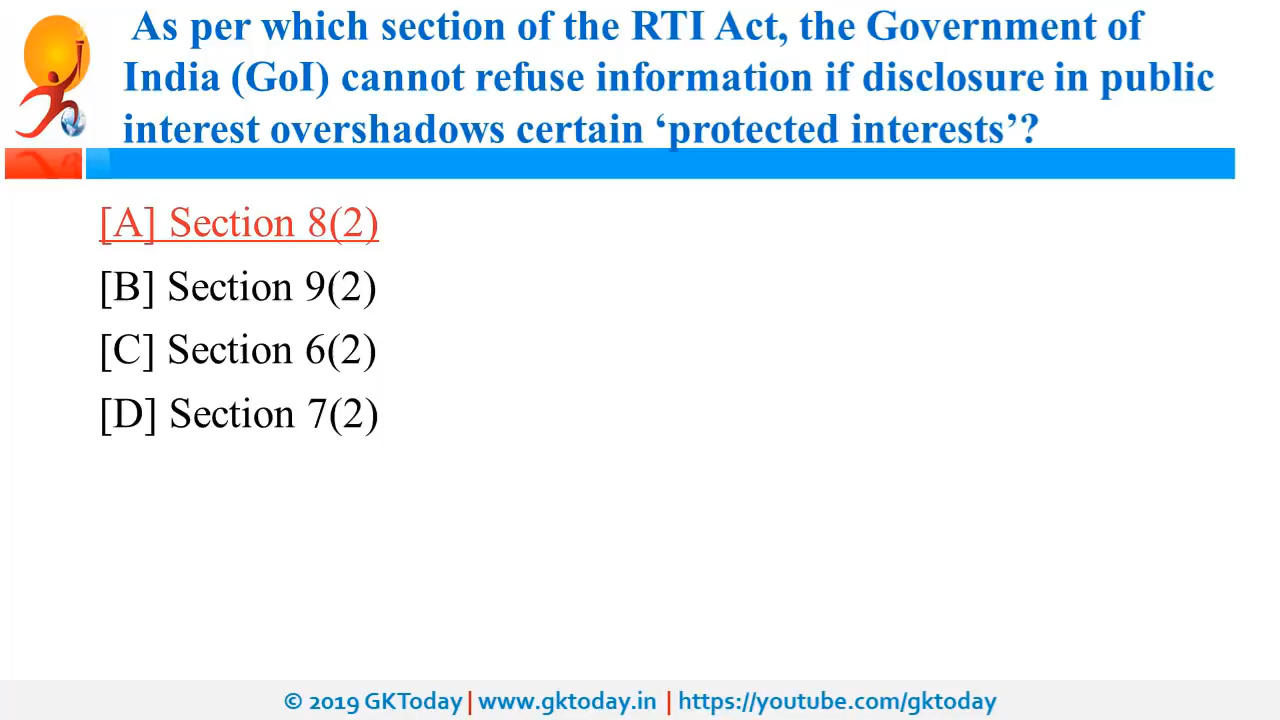 As per which section of the RTI Act, the Government of
India (GoI) cannot refuse information if disclosure in public
interest overshadows certain ‘protected interests’?
[A] Section 8(2)
[B] Section 9(2)
[C] Section 6(2)
[D] Section 7(2)
© 2019 GKToday | www.gktoday.in | https://youtube.com/gktoday